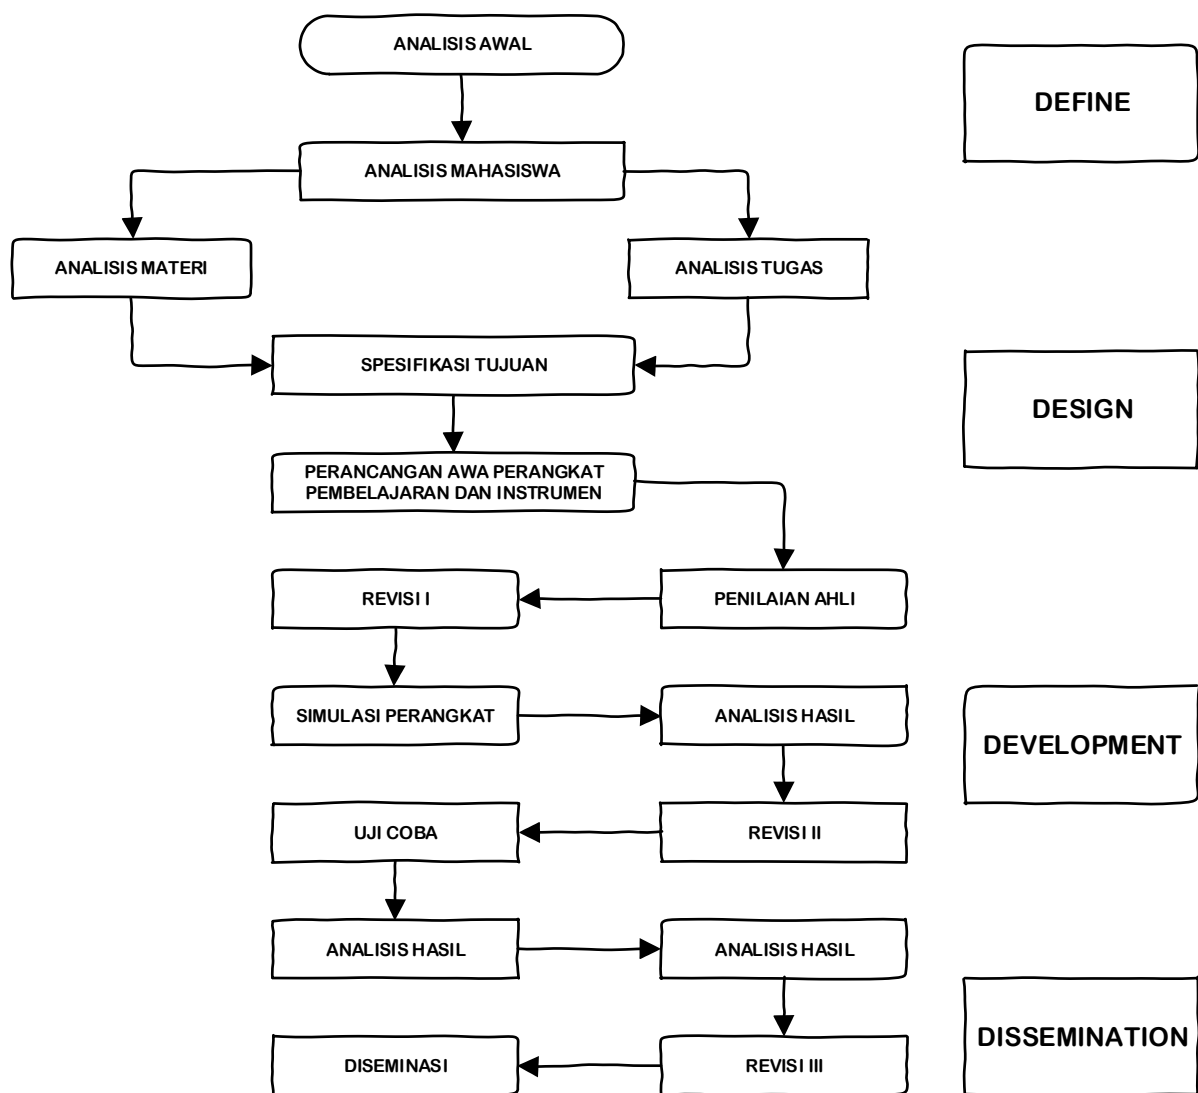 ANALISIS AWAL
DEFINE
ANALISIS MAHASISWA
ANALISIS MATERI
ANALISIS TUGAS
SPESIFIKASI TUJUAN
DESIGN
PERANCANGAN AWA PERANGKAT
PEMBELAJARAN DAN INSTRUMEN
REVISI I
PENILAIAN AHLI
SIMULASI PERANGKAT
ANALISIS HASIL
DEVELOPMENT
UJI COBA
REVISI II
ANALISIS HASIL
ANALISIS HASIL
DISSEMINATION
DISEMINASI
REVISI III